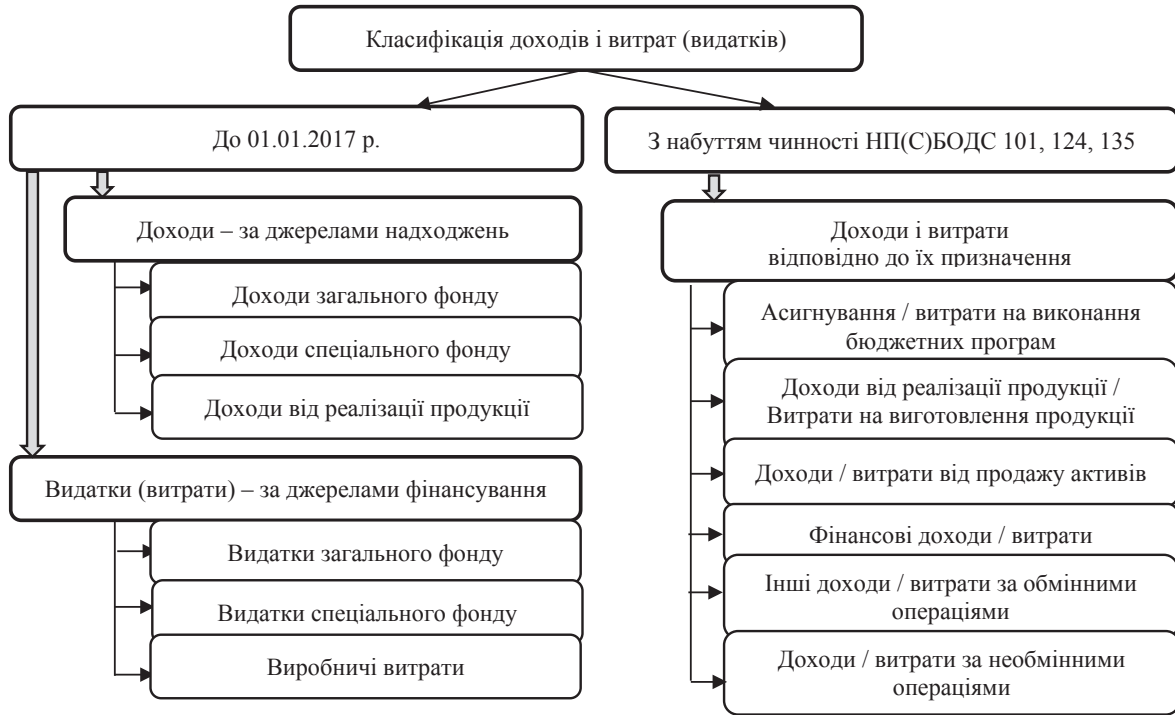 Класифікація доходів і витрат (видатків)
До 01.01.2017 р.
Доходи – за джерелами надходжень
Доходи загального фонду
Доходи спеціального фонду
Доходи від реалізації продукції
Видатки (витрати) – за джерелами фінансування
Видатки загального фонду
Видатки спеціального фонду
Виробничі витрати
З набуттям чинності НП(С)БОДС 101, 124, 135
Доходи і витрати
відповідно до їх призначення
Асигнування / витрати на виконання
бюджетних програм
Доходи від реалізації продукції /
Витрати на виготовлення продукції
Доходи / витрати від продажу активів
Фінансові доходи / витрати
Інші доходи / витрати за обмінними
операціями
Доходи / витрати за необмінними
операціями